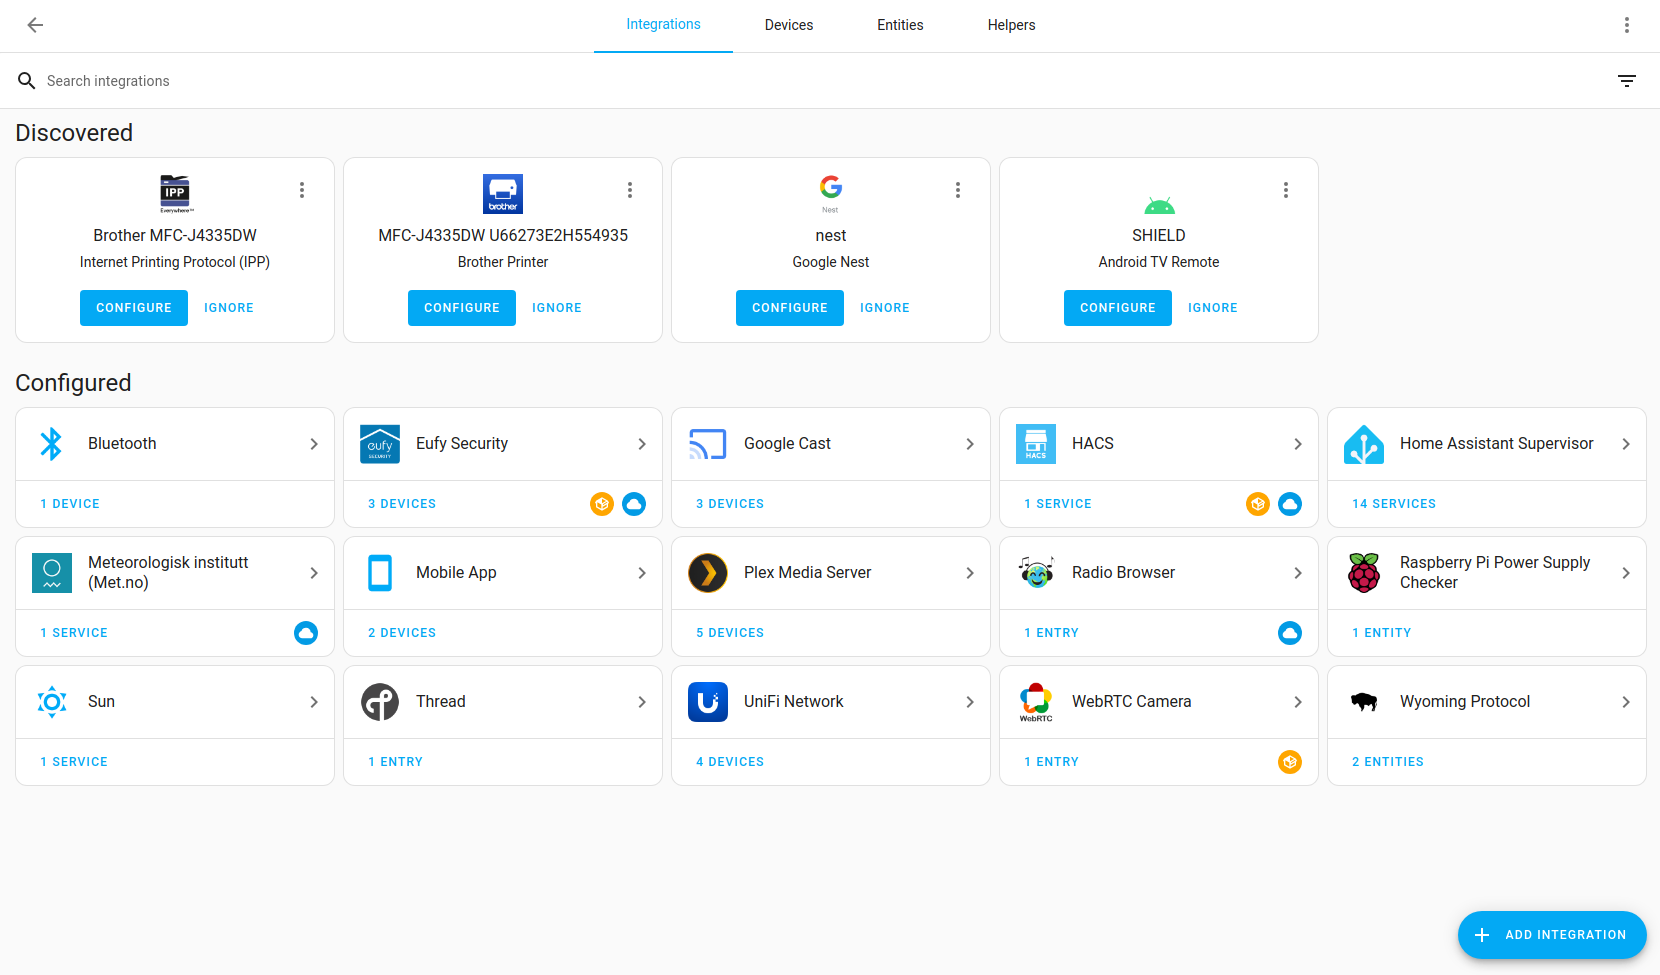 Integrations
Devices
Entities
Helpers
Search integrations
Discovered
IPP
Everywhere™
Brother MFC-J4335DW
Internet Printing Protocol (IPP)
CONFIGURE
IGNORE
brother
MFC-J4335DW U66273E2H554935
Brother Printer
CONFIGURE
IGNORE
Nest
nest
Google Nest
CONFIGURE
IGNORE
SHIELD
Android TV Remote
CONFIGURE
IGNORE
Configured
Bluetooth
1 DEVICE
eufy
SECURITY
Eufy Security
3 DEVICES
Google Cast
3 DEVICES
HACS
HACS
1 SERVICE
Home Assistant Supervisor
14 SERVICES
Meteorologisk institutt
(Met.no)
1 SERVICE
Mobile App
2 DEVICES
Plex Media Server
5 DEVICES
Radio Browser
1 ENTRY
Raspberry Pi Power Supply
Checker
1 ENTITY
Sun
1 SERVICE
Thread
1 ENTRY
UniFi Network
4 DEVICES
WebRTC
WebRTC Camera
1 ENTRY
Wyoming Protocol
2 ENTITIES
ADD INTEGRATION